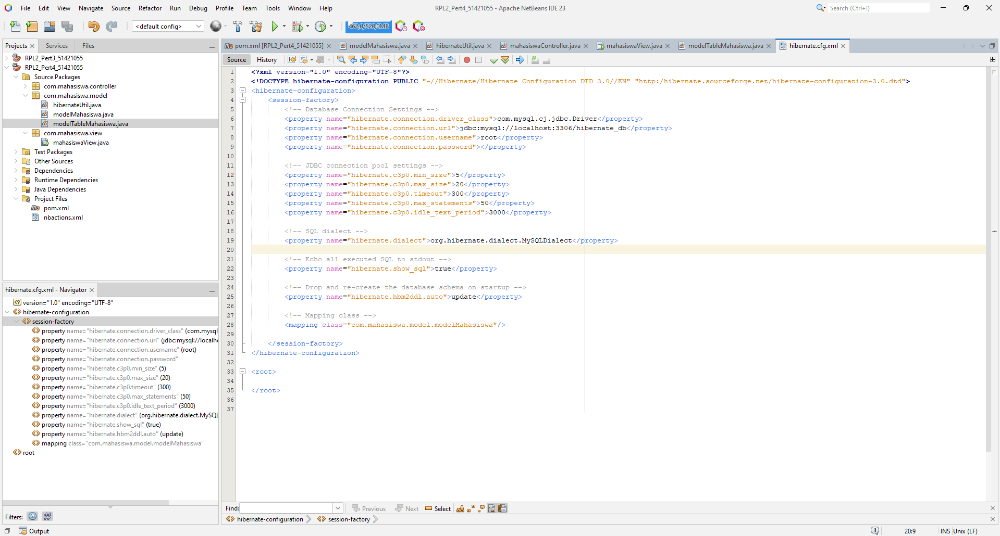 File Edit View Navigate Source Refactor Run Debug Profile Team Tools Window Help
RPL2_Pert4_51421055 - Apache NetBeans IDE 23
Search (Ctrl+I)
<default config>
462,0/520,0MB
Projects Services Files
RPL2_Pert3_51421055
RPL2_Pert4_51421055
Source Packages
com.mahasiswa.controller
com.mahasiswa.model
hibernateUtil.java
modelMahasiswa.java
modelTableMahasiswa.java
com.mahasiswa.view
mahasiswaView.java
Test Packages
Other Sources
Dependencies
Runtime Dependencies
Java Dependencies
Project Files
pom.xml
nbactions.xml
hibernate.cfg.xml - Navigator
version="1.0" encoding="UTF-8"
hibernate-configuration
session-factory
property name="hibernate.connection.driver_class" (com.mysql
property name="hibernate.connection.url" (jdbc:mysql://localho
property name="hibernate.connection.username" (root)
property name="hibernate.connection.password"
property name="hibernate.c3p0.min_size" (5)
property name="hibernate.c3p0.max_size" (20)
property name="hibernate.c3p0.timeout" (300)
property name="hibernate.c3p0.max_statements" (50)
property name="hibernate.c3p0.idle_text_period" (3000)
property name="hibernate.dialect" (org.hibernate.dialect.MySQL
property name="hibernate.show_sql" (true)
property name="hibernate.hbm2ddl.auto" (update)
mapping class="com.mahasiswa.model.modelMahasiswa"
root
Filters:
pom.xml [RPL2_Pert4_51421055] modelMahasiswa.java hibernateUtil.java mahasiswaController.java mahasiswaView.java modelTableMahasiswa.java hibernate.cfg.xml
Source History
1 <?xml version="1.0" encoding="UTF-8"?>
2 <!DOCTYPE hibernate-configuration PUBLIC "-//Hibernate/Hibernate Configuration DTD 3.0//EN" "http:/hibernate.sourceforge.net/hibernate-configuration-3.0.dtd">
3 <hibernate-configuration>
4 <session-factory>
5 <!-- Database Connection Settings -->
6 <property name="hibernate.connection.driver_class">com.mysql.cj.jdbc.Driver</property>
7 <property name="hibernate.connection.url">jdbc:mysql://localhost:3306/hibernate_db</property>
8 <property name="hibernate.connection.username">root</property>
9 <property name="hibernate.connection.password"></property>
10
11 <!-- JDBC connection pool settings -->
12 <property name="hibernate.c3p0.min_size">5</property>
13 <property name="hibernate.c3p0.max_size">20</property>
14 <property name="hibernate.c3p0.timeout">300</property>
15 <property name="hibernate.c3p0.max_statements">50</property>
16 <property name="hibernate.c3p0.idle_text_period">3000</property>
17
18 <!-- SQL dialect -->
19 <property name="hibernate.dialect">org.hibernate.dialect.MySQLDialect</property>
20
21 <!-- Echo all executed SQL to stdout -->
22 <property name="hibernate.show_sql">true</property>
23
24 <!-- Drop and re-create the database schema on startup -->
25 <property name="hibernate.hbm2ddl.auto">update</property>
26
27 <!-- Mapping class -->
28 <mapping class="com.mahasiswa.model.modelMahasiswa"/>
29
30 </session-factory>
31 </hibernate-configuration>
32
33 <root>
34
35 </root>
36
37
Find: Previous Next Select
hibernate-configuration session-factory
Output
1 20:9 INS Unix (LF)